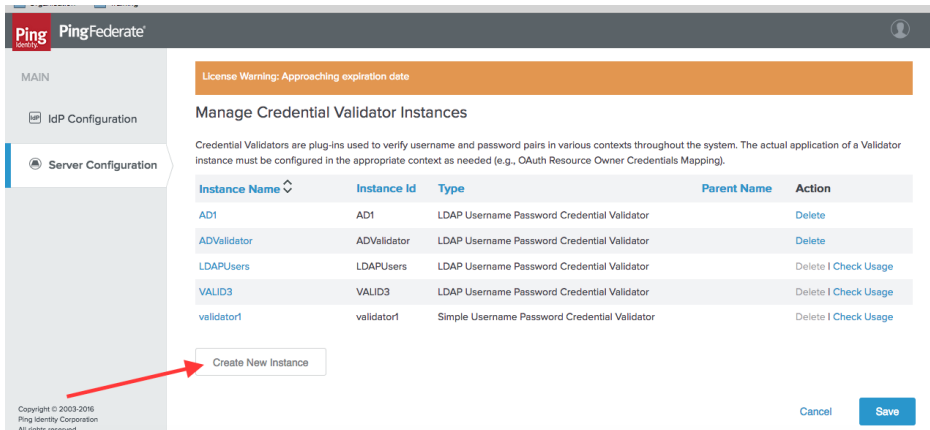 Organisation Training
Ping
Identity.
PingFederate®
MAIN
IdP IdP Configuration
Server Configuration
License Warning: Approaching expiration date
Manage Credential Validator Instances
Credential Validators are plug-ins used to verify username and password pairs in various contexts throughout the system. The actual application of a Validator
instance must be configured in the appropriate context as needed (e.g., OAuth Resource Owner Credentials Mapping).
Instance Name Instance Id Type Parent Name Action
AD1 AD1 LDAP Username Password Credential Validator Delete
ADValidator ADValidator LDAP Username Password Credential Validator Delete
LDAPUsers LDAPUsers LDAP Username Password Credential Validator Delete | Check Usage
VALID3 VALID3 LDAP Username Password Credential Validator Delete | Check Usage
validator1 validator1 Simple Username Password Credential Validator Delete | Check Usage
Create New Instance
Cancel Save
Copyright © 2003-2016
Ping Identity Corporation
All rights reserved